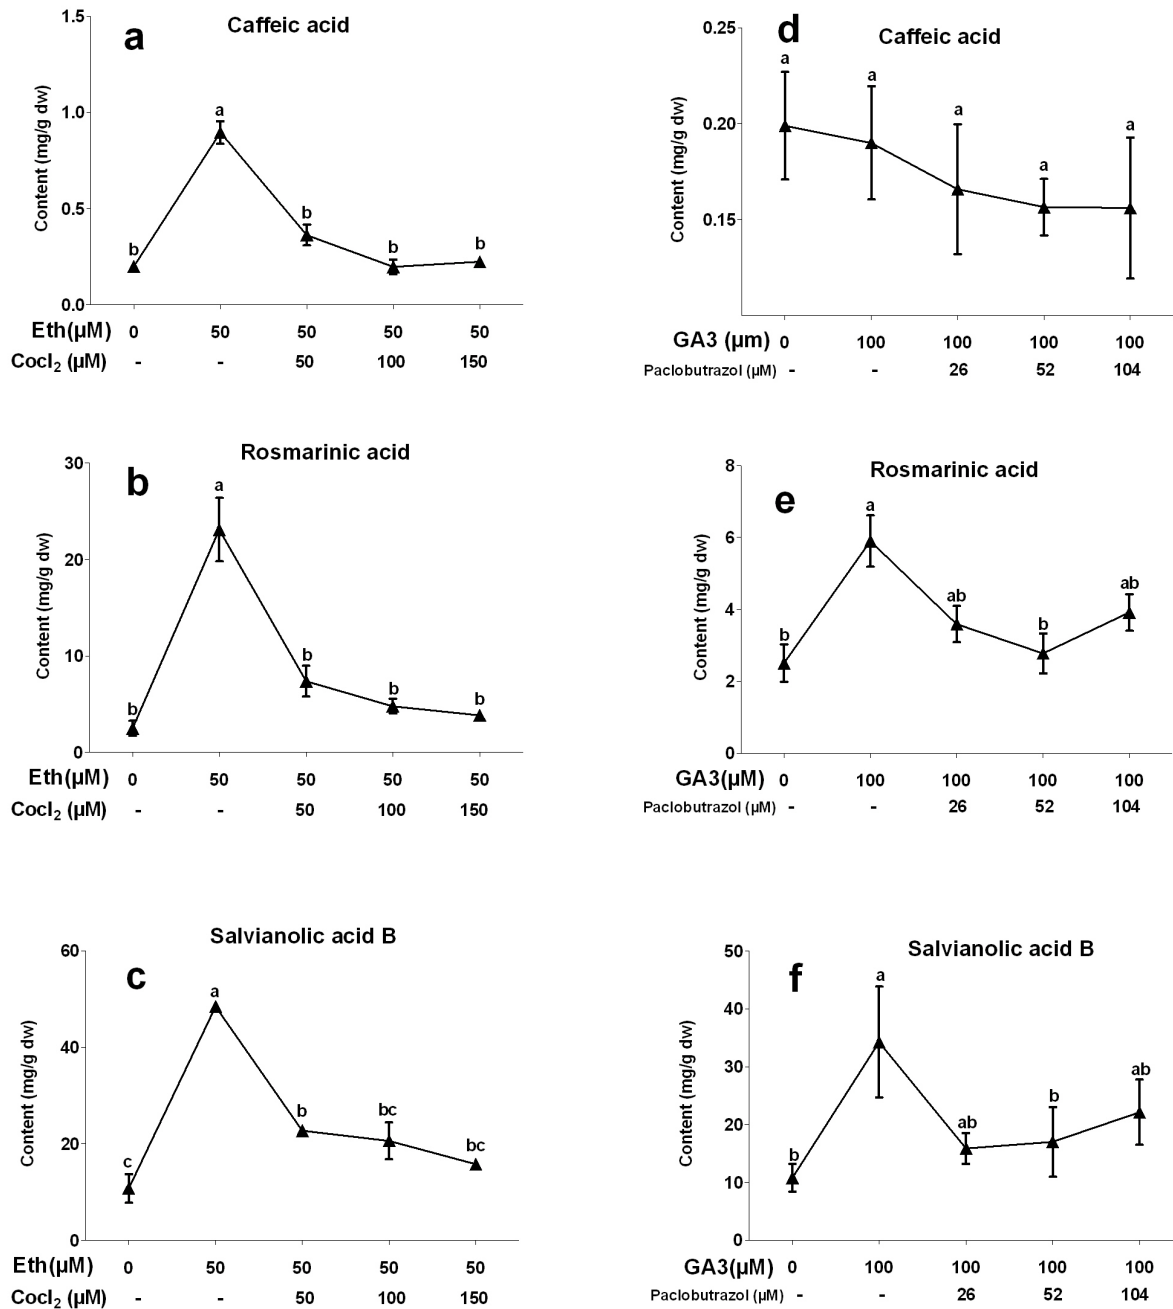 a
Caffeic acid
1.5
1.0
0.5
0.0
Content (mg/g dw)
b
a
b
b
b
Eth(µM) 0 50 50 50 50
Cocl₂ (µM) - - 50 100 150
d
Caffeic acid
0.25
0.20
0.15
Content (mg/g dw)
a
a
a
a
a
GA3 (µm) 0 100 100 100 100
Paclobutrazol (µM) - - 26 52 104
b
Rosmarinic acid
30
20
10
0
Content (mg/g dw)
b
a
b
b
b
Eth(µM) 0 50 50 50 50
Cocl₂ (µM) - - 50 100 150
e
Rosmarinic acid
8
6
4
2
0
Content (mg/g dw)
b
a
ab
b
ab
GA3(µM) 0 100 100 100 100
Paclobutrazol (µM) - - 26 52 104
c
Salvianolic acid B
60
40
20
0
Content (mg/g dw)
c
a
b
bc
bc
Eth(µM) 0 50 50 50 50
Cocl₂ (µM) - - 50 100 150
f
Salvianolic acid B
50
40
30
20
10
0
Content (mg/g dw)
b
a
ab
b
ab
GA3(µM) 0 100 100 100 100
Paclobutrazol (µM) - - 26 52 104